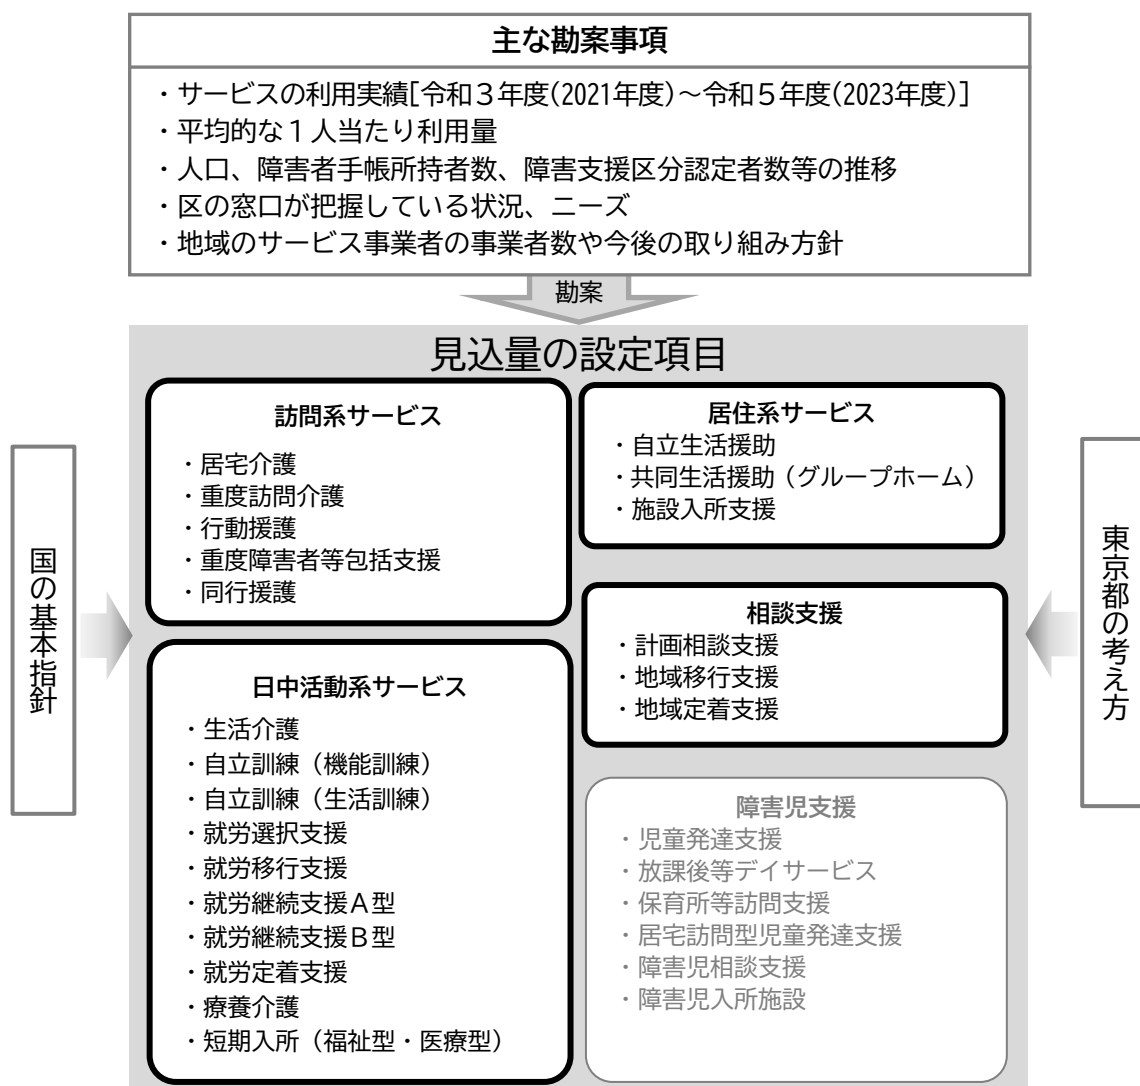 主な勘案事項
・サービスの利用実績[令和３年度(2021年度)～令和５年度(2023年度)]
・平均的な１人当たり利用量
・人口、障害者手帳所持者数、障害支援区分認定者数等の推移
・区の窓口が把握している状況、ニーズ
・地域のサービス事業者の事業者数や今後の取り組み方針
勘案
見込量の設定項目
国の基本指針
訪問系サービス
・居宅介護
・重度訪問介護
・行動援護
・重度障害者等包括支援
・同行援護
日中活動系サービス
・生活介護
・自立訓練（機能訓練）
・自立訓練（生活訓練）
・就労選択支援
・就労移行支援
・就労継続支援Ａ型
・就労継続支援Ｂ型
・就労定着支援
・療養介護
・短期入所（福祉型・医療型）
居住系サービス
・自立生活援助
・共同生活援助（グループホーム）
・施設入所支援
相談支援
・計画相談支援
・地域移行支援
・地域定着支援
障害児支援
・児童発達支援
・放課後等デイサービス
・保育所等訪問支援
・居宅訪問型児童発達支援
・障害児相談支援
・障害児入所施設
東京都の考え方